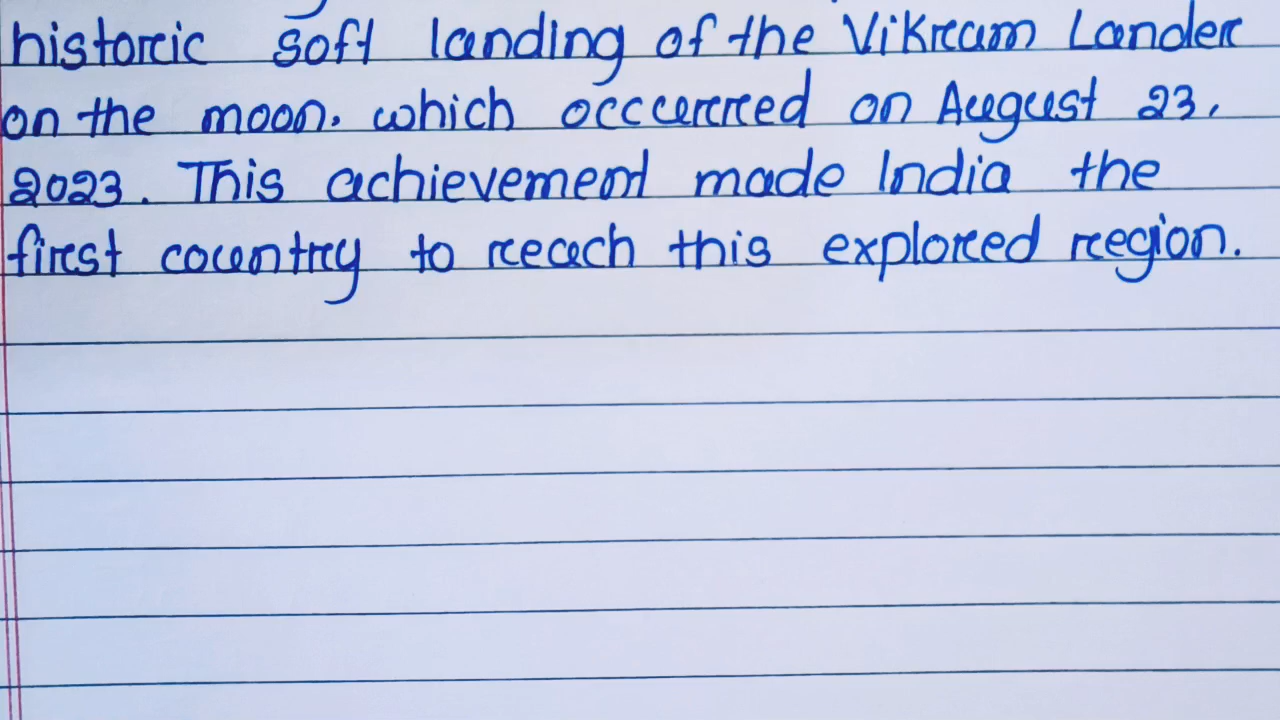 historic soft landing of the Vikram Lander
on the moon. which occurred on August 23,
2023. This achievement made India the
first country to reach this explored region.